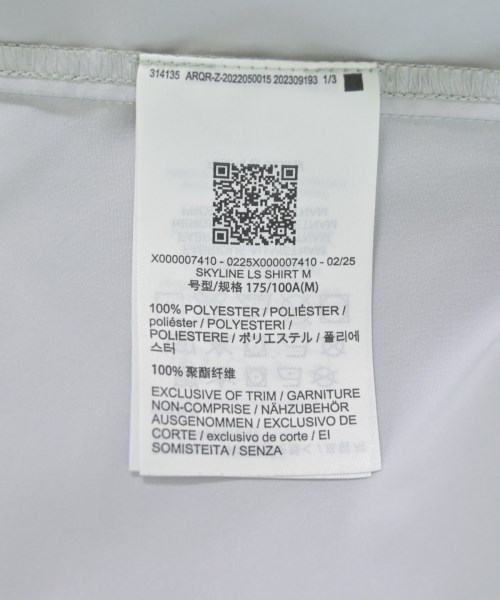 314135 ARQR-Z-2022050015 202309193 1/3
X000007410 - 0225X000007410 - 02/25
SKYLINE LS SHIRT M
号型/规格 175/100A(M)
100% POLYESTER / POLIÉSTER /
poliéster / POLYESTERI /
POLIESTERE / ポリエステル / 폴리에
스터
100% 聚酯纤维
EXCLUSIVE OF TRIM / GARNITURE
NON-COMPRISE / NÄHZUBEHÖR
AUSGENOMMEN / EXCLUSIVO DE
CORTE / exclusivo de corte / EI
SOMISTEITA / SENZA